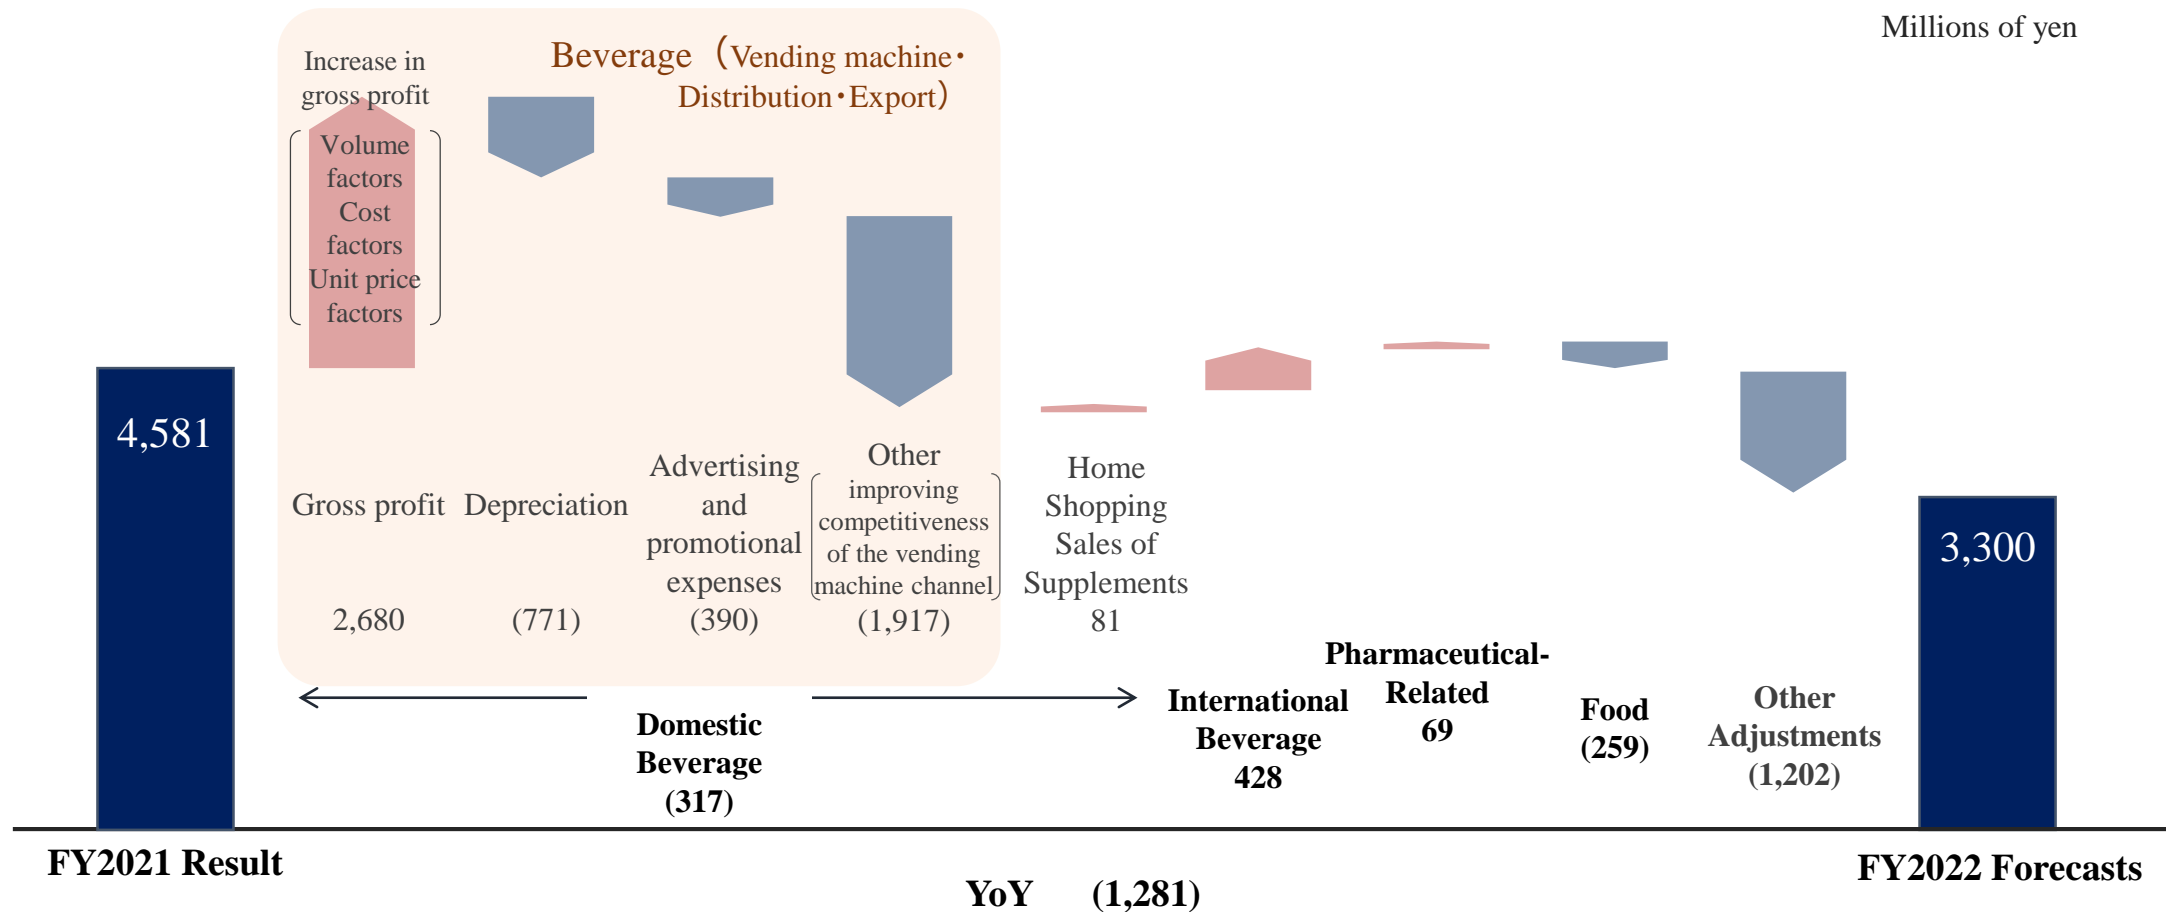 Millions of yen
Beverage（Vending machine・
Distribution・Export）
Increase in
gross profit
Volume
factors
Cost
factors
Unit price
factors
4,581
Gross profit
2,680
Depreciation
(771)
Advertising
and
promotional
expenses
(390)
Other
improving
competitiveness
of the vending
machine channel
(1,917)
Home
Shopping
Sales of
Supplements
81
Domestic
Beverage
(317)
International
Beverage
428
Pharmaceutical-
Related
69
Food
(259)
Other
Adjustments
(1,202)
3,300
FY2021 Result
FY2022 Forecasts
YoY (1,281)